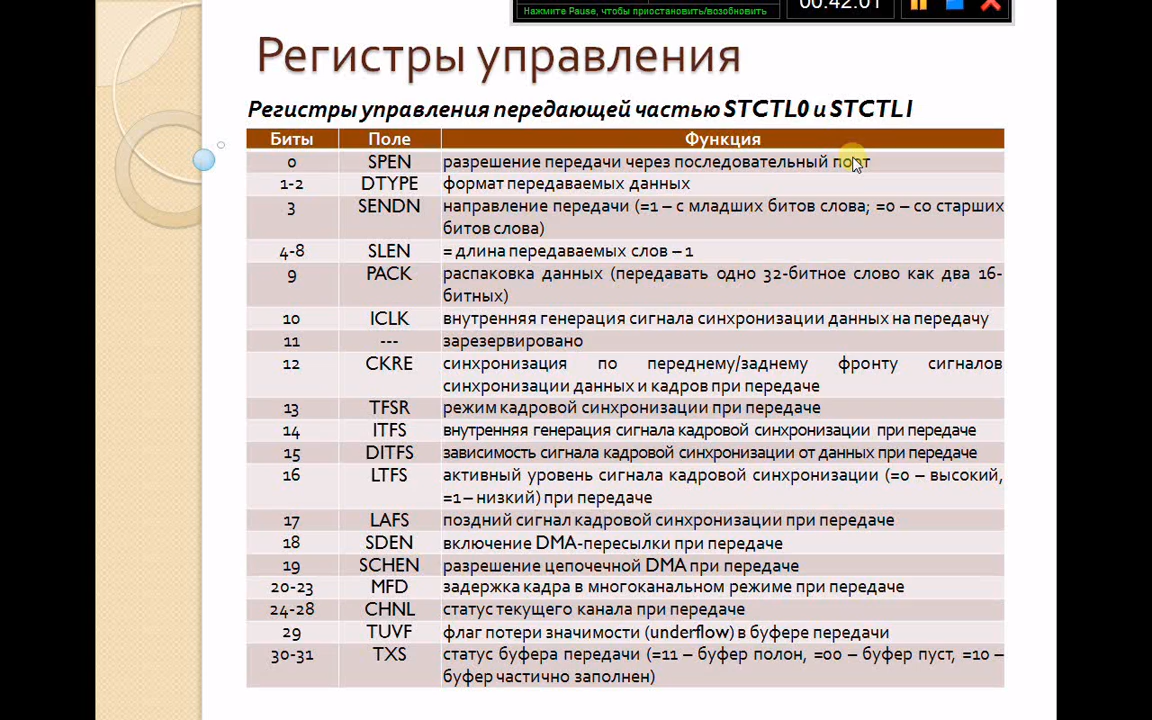 Нажмите Pause, чтобы приостановить/возобновить
00:42:01
Регистры управления
Регистры управления передающей частью STCTL0 и STCTL1
Биты Поле Функция
0 SPEN разрешение передачи через последовательный порт
1-2 DTYPE формат передаваемых данных
3 SENDN направление передачи (=1 – с младших битов слова; =0 – со старших
битов слова)
4-8 SLEN = длина передаваемых слов – 1
9 PACK распаковка данных (передавать одно 32-битное слово как два 16-
битных)
10 ICLK внутренняя генерация сигнала синхронизации данных на передачу
11 --- зарезервировано
12 CKRE синхронизация по переднему/заднему фронту сигналов
синхронизации данных и кадров при передаче
13 TFSR режим кадровой синхронизации при передаче
14 ITFS внутренняя генерация сигнала кадровой синхронизации при передаче
15 DITFS зависимость сигнала кадровой синхронизации от данных при передаче
16 LTFS активный уровень сигнала кадровой синхронизации (=0 – высокий,
=1 – низкий) при передаче
17 LAFS поздний сигнал кадровой синхронизации при передаче
18 SDEN включение DMA-пересылки при передаче
19 SCHEN разрешение цепочечной DMA при передаче
20-23 MFD задержка кадра в многоканальном режиме при передаче
24-28 CHNL статус текущего канала при передаче
29 TUVF флаг потери значимости (underflow) в буфере передачи
30-31 TXS статус буфера передачи (=11 – буфер полон, =00 – буфер пуст, =10 –
буфер частично заполнен)